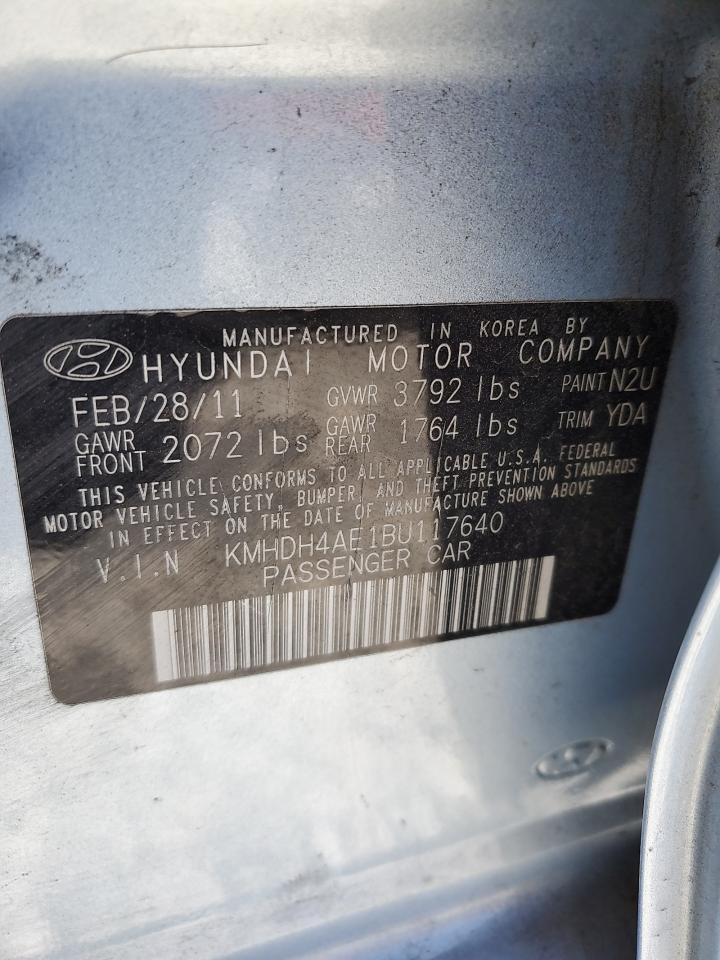 MANUFACTURED IN KOREA BY
HYUNDAI MOTOR COMPANY
FEB/28/11 GVWR 3792 lbs PAINT N2U
GAWR FRONT 2072 lbs GAWR REAR 1764 lbs TRIM YDA
THIS VEHICLE CONFORMS TO ALL APPLICABLE U.S.A. FEDERAL
MOTOR VEHICLE SAFETY, BUMPER, AND THEFT PREVENTION STANDARDS
IN EFFECT ON THE DATE OF MANUFACTURE SHOWN ABOVE
V.I.N KMHDH4AE1BU117640
PASSENGER CAR